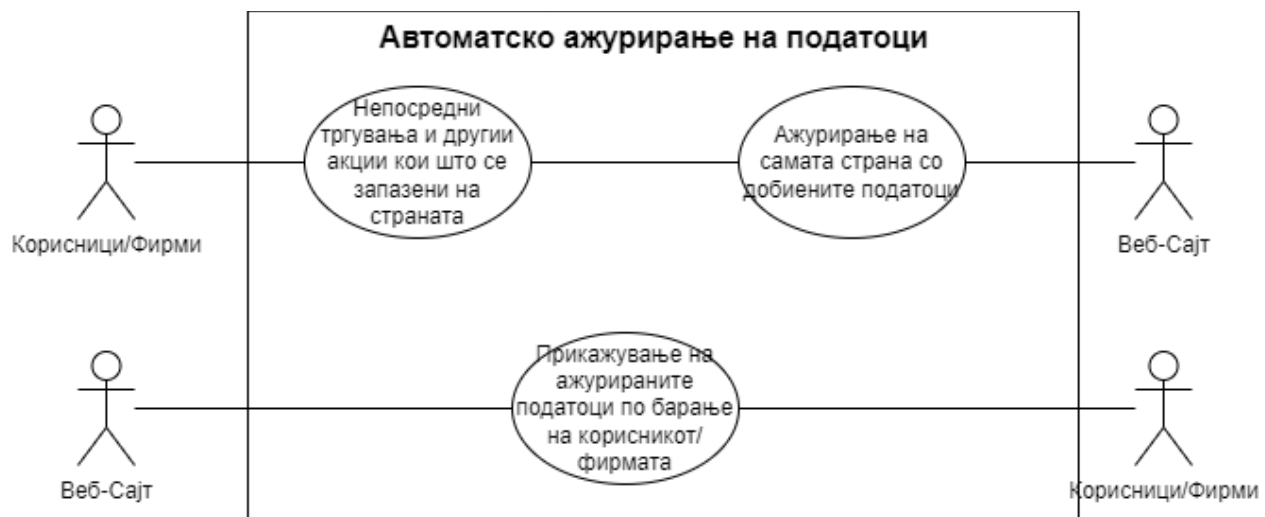 Автоматско ажурирање на податоци
Непосредни
тргувања и другии
акции кои што се
запазени на
страната
Ажурирање на
самата страна со
добиените податоци
Корисници/Фирми
Веб-Сајт
Прикажување на
ажурираните
податоци по барање
на корисникот/
фирмата
Веб-Сајт
Корисници/Фирми